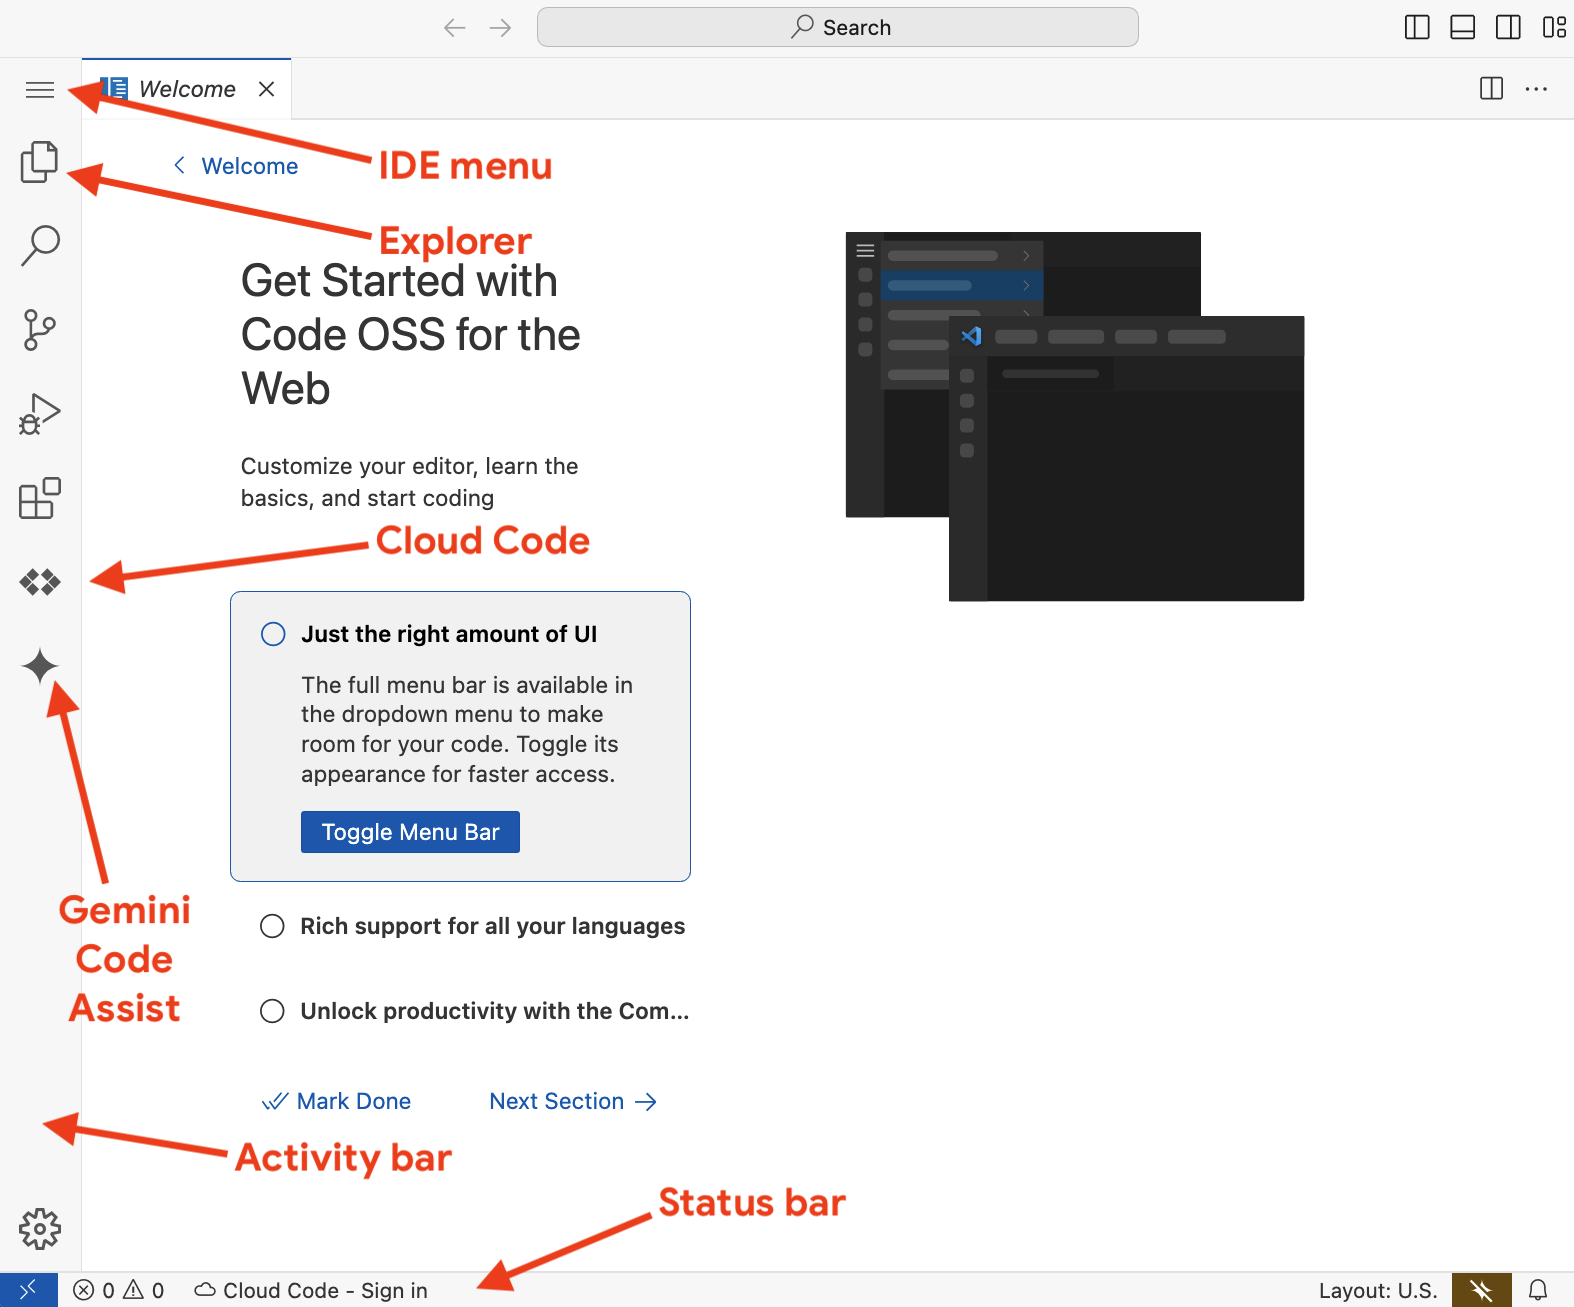 Search
Welcome
IDE menu
Welcome
Explorer
Get Started with
Code OSS for the
Web
Customize your editor, learn the
basics, and start coding
Cloud Code
Just the right amount of UI
The full menu bar is available in
the dropdown menu to make
room for your code. Toggle its
appearance for faster access.
Toggle Menu Bar
Gemini
Code
Assist
Rich support for all your languages
Unlock productivity with the Com...
Mark Done
Next Section
Activity bar
Status bar
0 0 Cloud Code - Sign in
Layout: U.S.